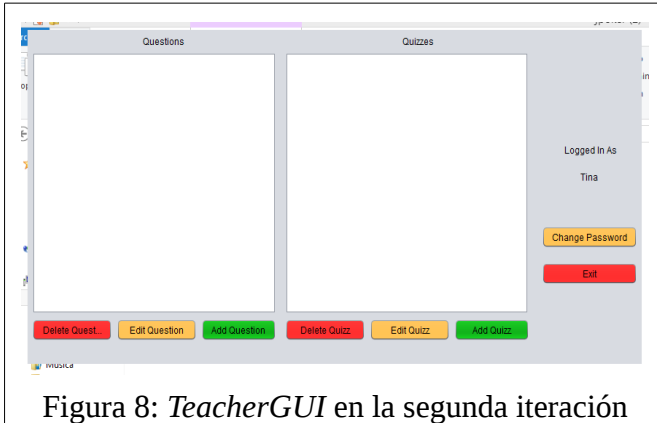 Questions
Quizzes
Logged In As
Tina
Change Password
Exit
Delete Quest...
Edit Question
Add Question
Delete Quizz
Edit Quizz
Add Quizz
Música
Figura 8: TeacherGUI en la segunda iteración